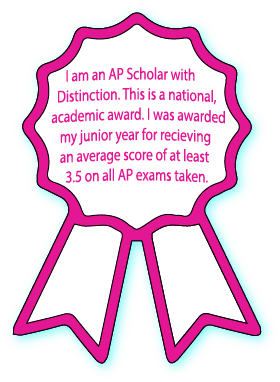 I am an AP Scholar with
Distinction. This is a national,
academic award. I was awarded
my junior year for recieving
an average score of at least
3.5 on all AP exams taken.